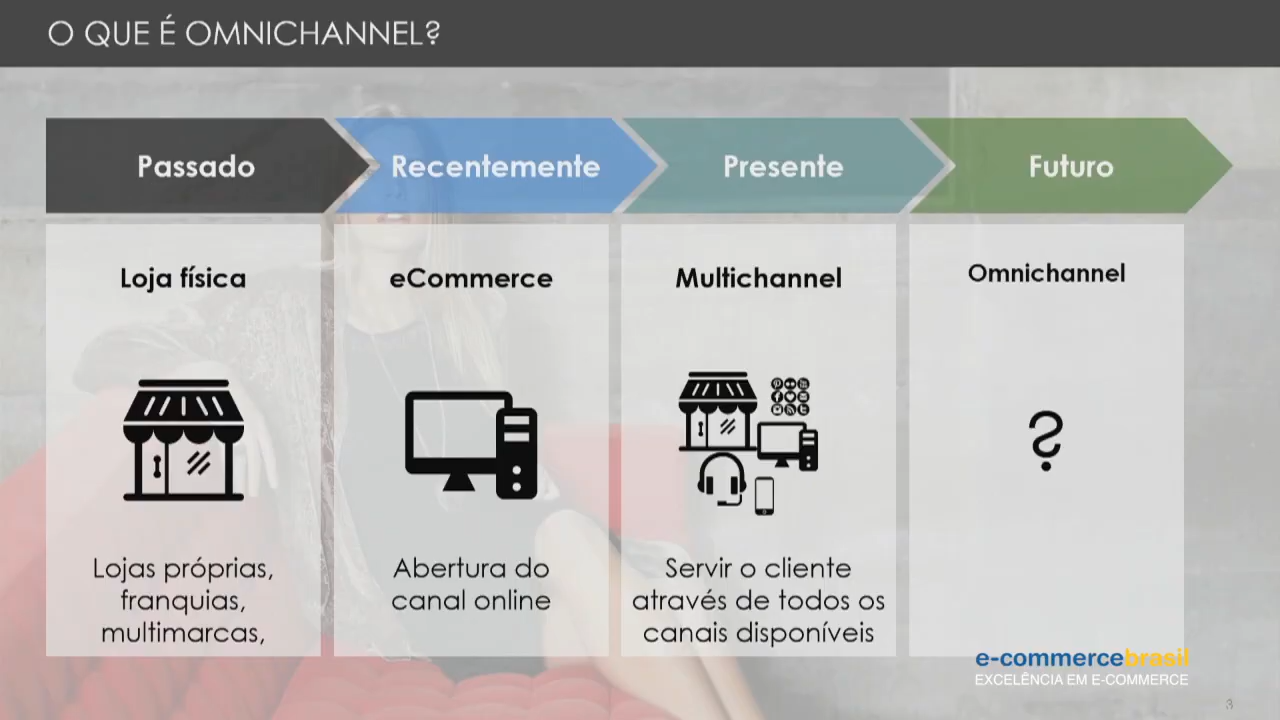 O QUE É OMNICHANNEL?
Passado
Recentemente
Presente
Futuro
Loja física
eCommerce
Multichannel
Omnichannel
?
Lojas próprias,
franquias,
multimarcas,
Abertura do
canal online
Servir o cliente
através de todos os
canais disponíveis
e-commercebrasil
EXCELÊNCIA EM E-COMMERCE
3